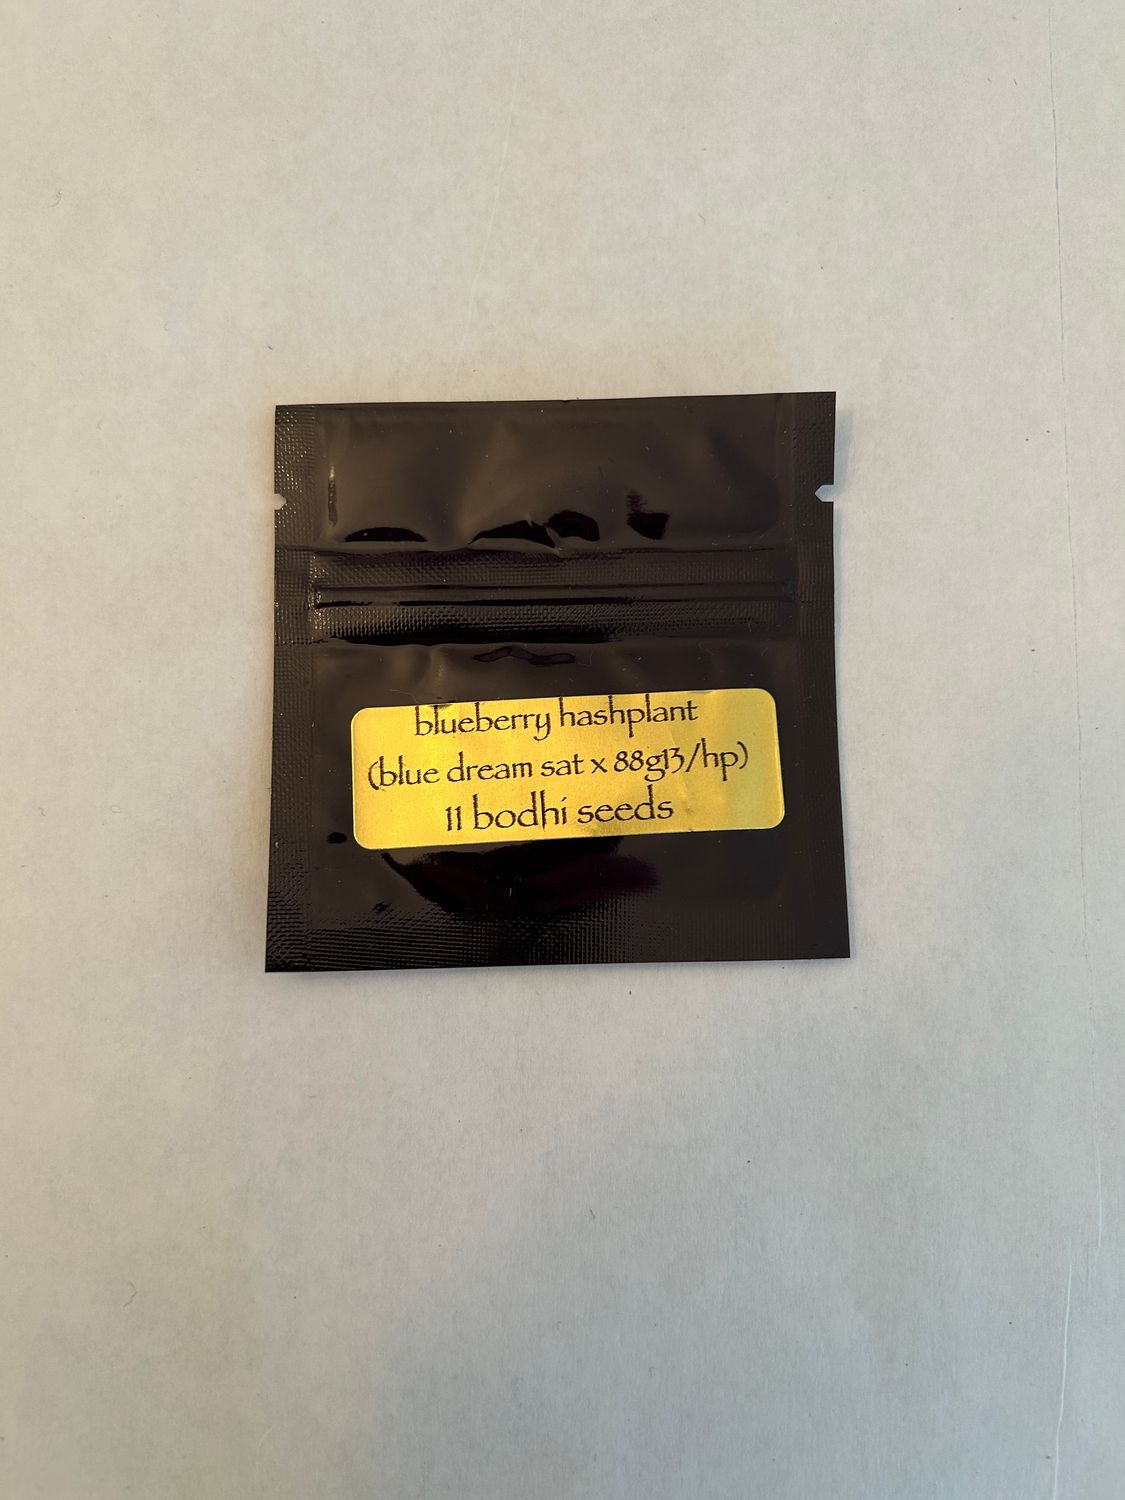 blueberry hashplant
(blue dream sat x 88g13/hp)
11 bodhi seeds